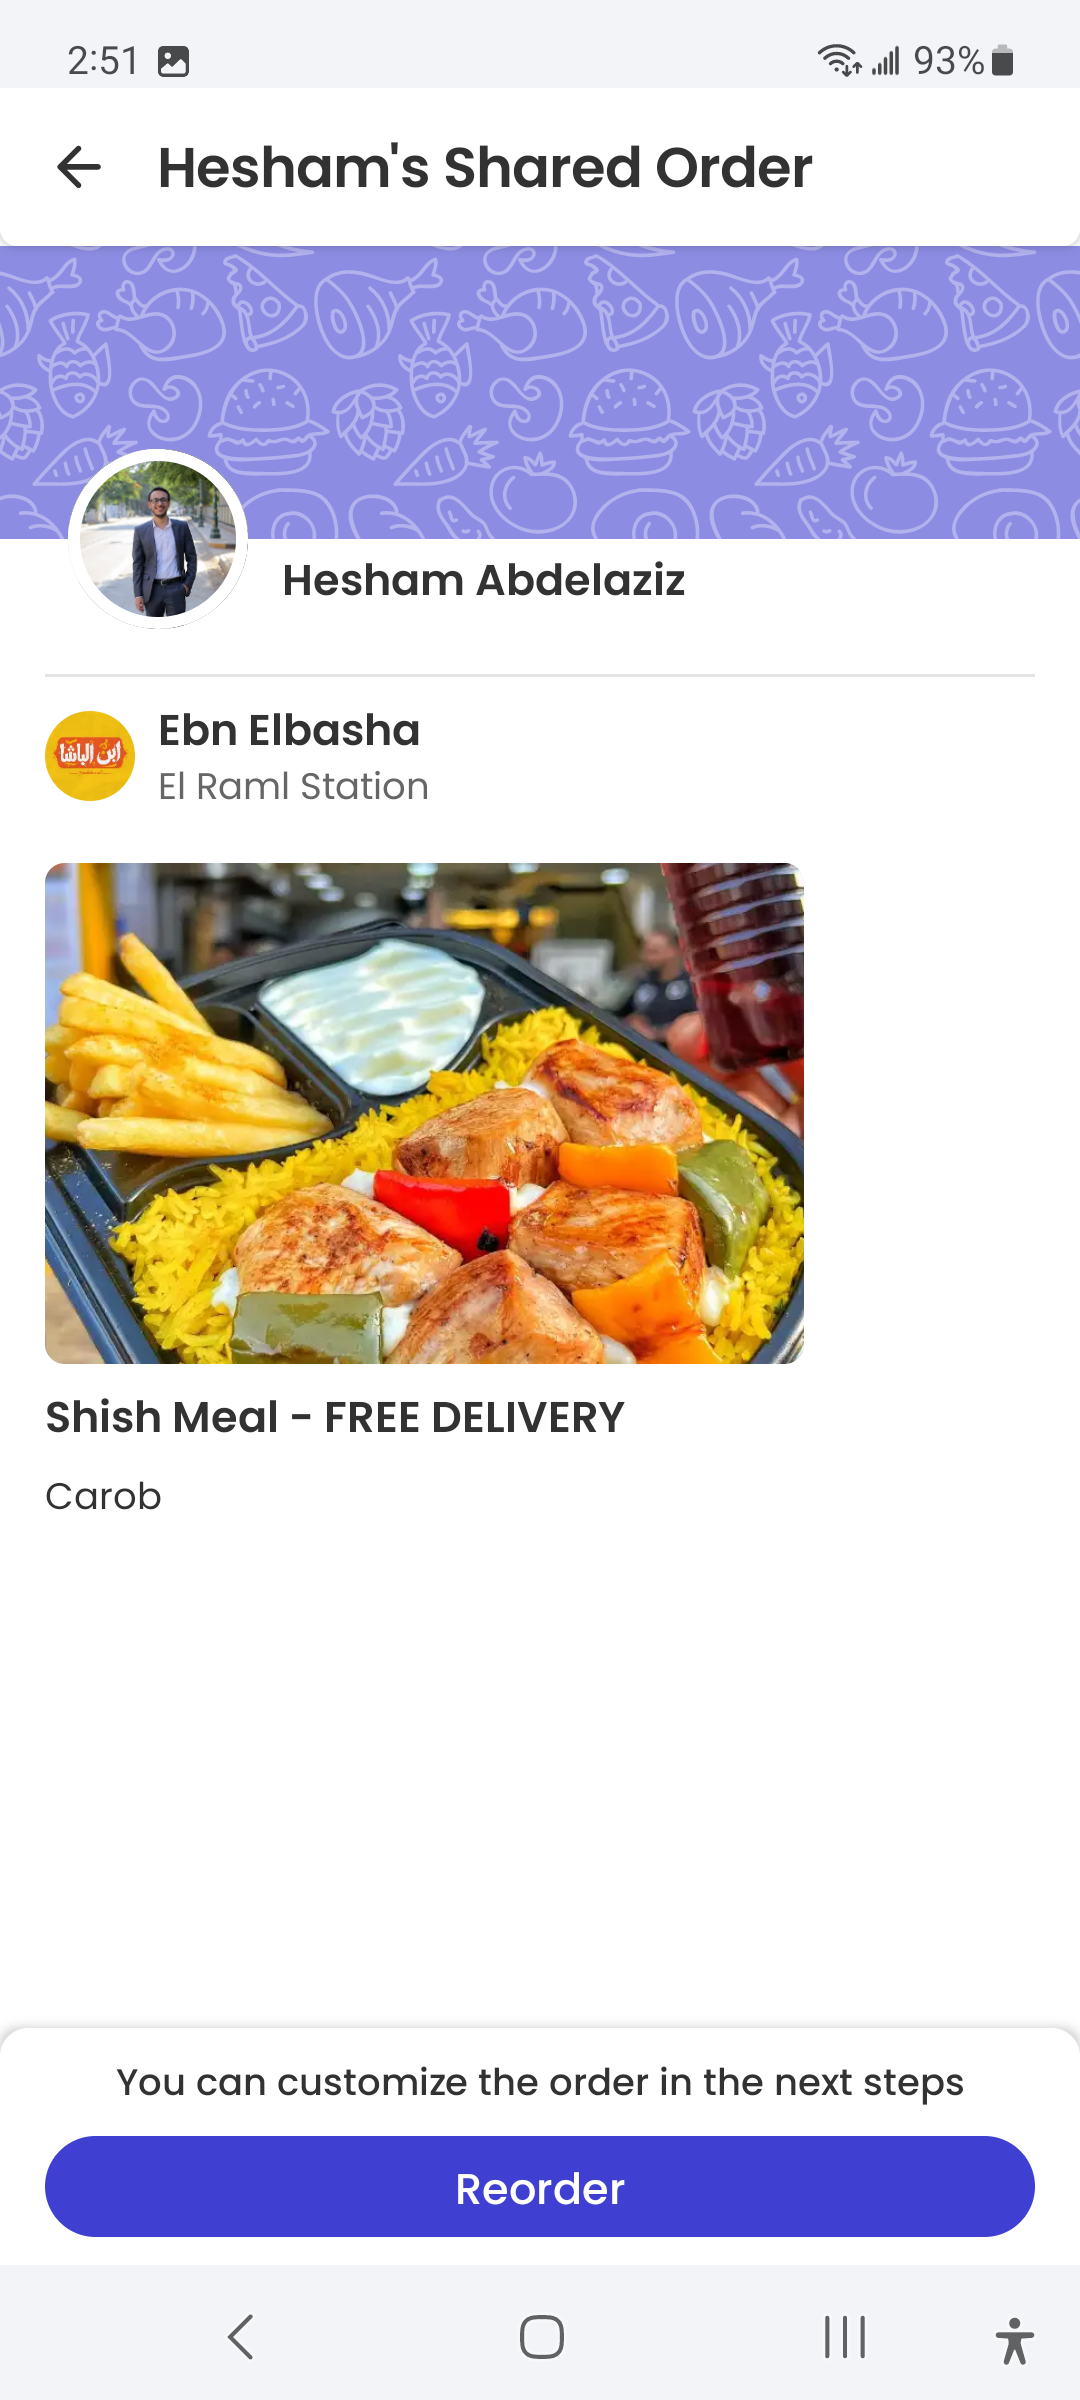 2:51
93%
Hesham's Shared Order
Hesham Abdelaziz
ابن الباشا
Ebn Elbasha
El Raml Station
Shish Meal - FREE DELIVERY
Carob
You can customize the order in the next steps
Reorder